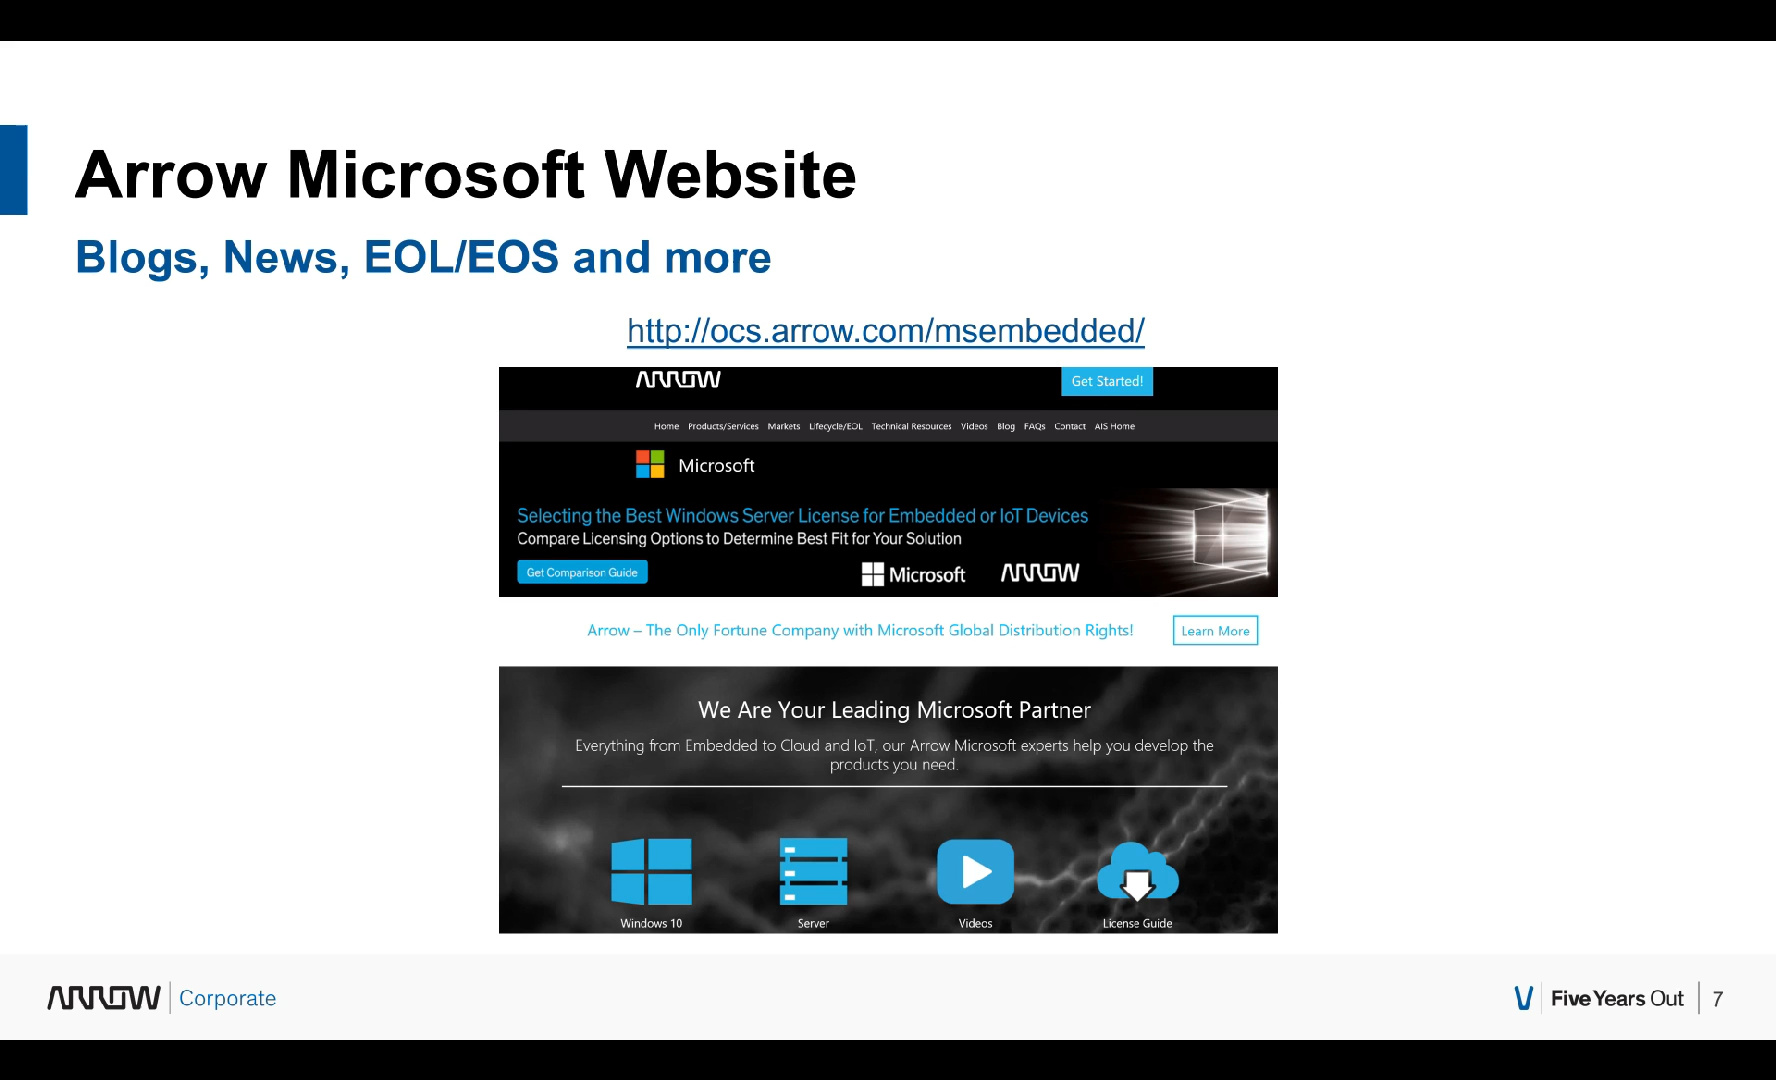 Arrow Microsoft Website
Blogs, News, EOL/EOS and more
http://ocs.arrow.com/msembedded/
ARROW
Get Started!
Home Products/Services Markets Lifecycle/EOL Technical Resources Videos Blog FAQs Contact AIS Home
Microsoft
Selecting the Best Windows Server License for Embedded or IoT Devices
Compare Licensing Options to Determine Best Fit for Your Solution
Get Comparison Guide
Microsoft ARROW
Arrow – The Only Fortune Company with Microsoft Global Distribution Rights!
Learn More
We Are Your Leading Microsoft Partner
Everything from Embedded to Cloud and IoT, our Arrow Microsoft experts help you develop the
products you need.
Windows 10 Server Videos License Guide
ARROW Corporate
Five Years Out 7